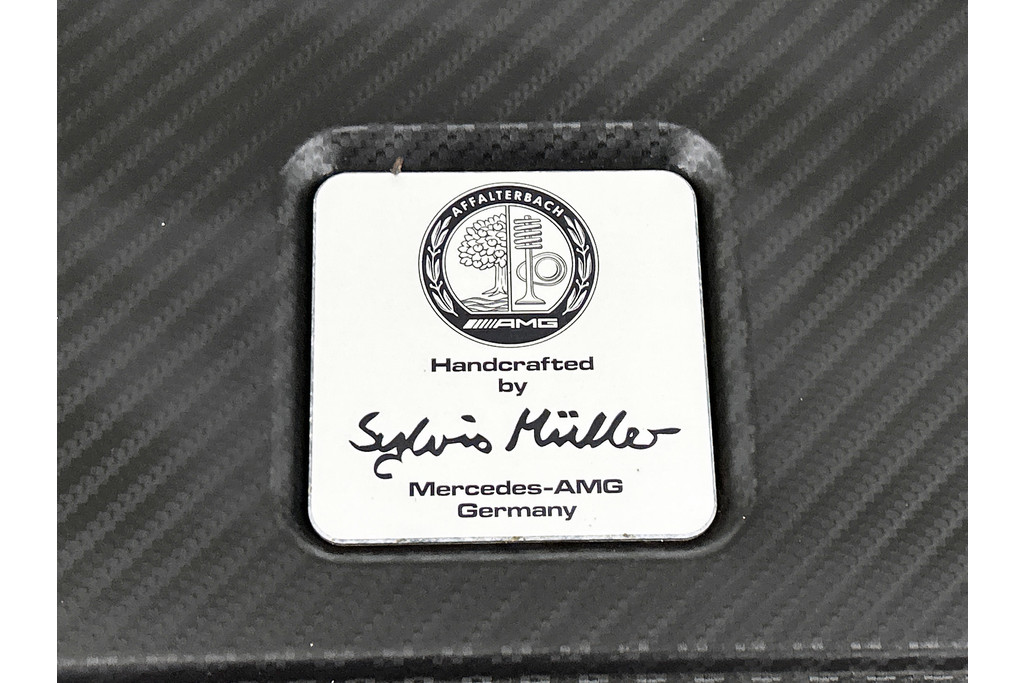 AFFALTERBACH
AMG
Handcrafted
by
Sylvio Müller
Mercedes-AMG
Germany